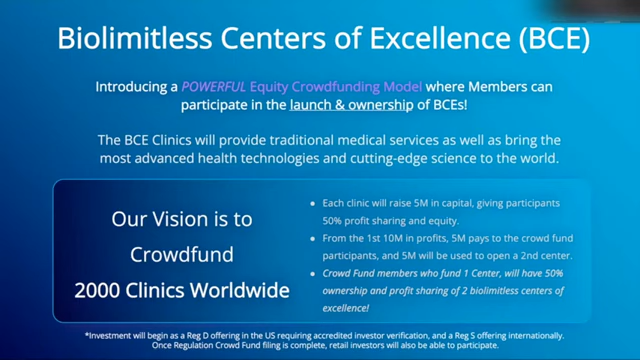 Biolimitless Centers of Excellence (BCE)
Introducing a POWERFUL Equity Crowdfunding Model where Members can
participate in the launch & ownership of BCEs!
The BCE Clinics will provide traditional medical services as well as bring the
most advanced health technologies and cutting-edge science to the world.
Our Vision is to
Crowdfund
2000 Clinics Worldwide
● Each clinic will raise 5M in capital, giving participants
50% profit sharing and equity.
● From the 1st 10M in profits, 5M pays to the crowd fund
participants, and 5M will be used to open a 2nd center.
● Crowd Fund members who fund 1 Center, will have 50%
ownership and profit sharing of 2 biolimitless centers of
excellence!
*Investment will begin as a Reg D offering in the US requiring accredited investor verification, and a Reg S offering internationally.
Once Regulation Crowd Fund filing is complete, retail investors will also be able to participate.